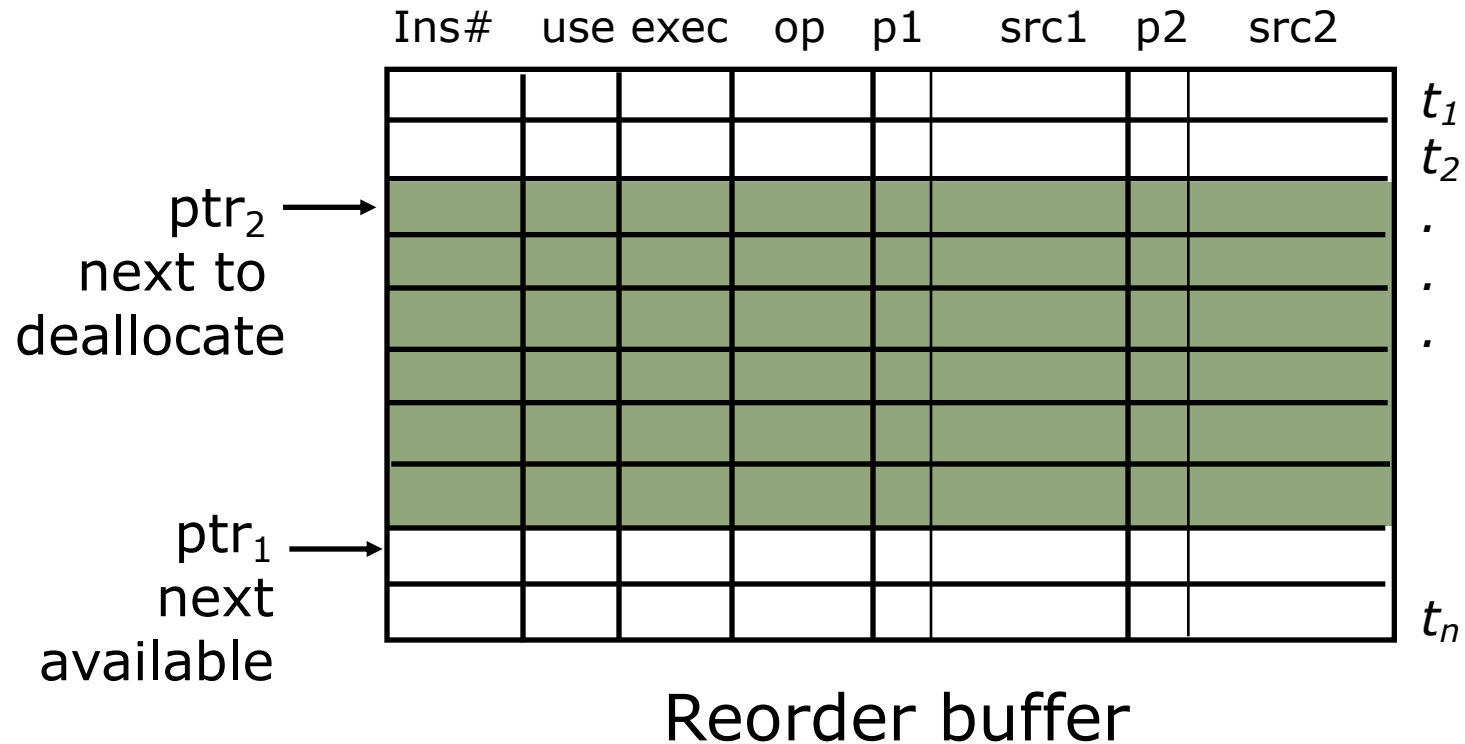 Ins# use exec op p1 src1 p2 src2
t₁
t₂
ptr₂
next to
deallocate
.
.
.
ptr₁
next
available
tₙ
Reorder buffer